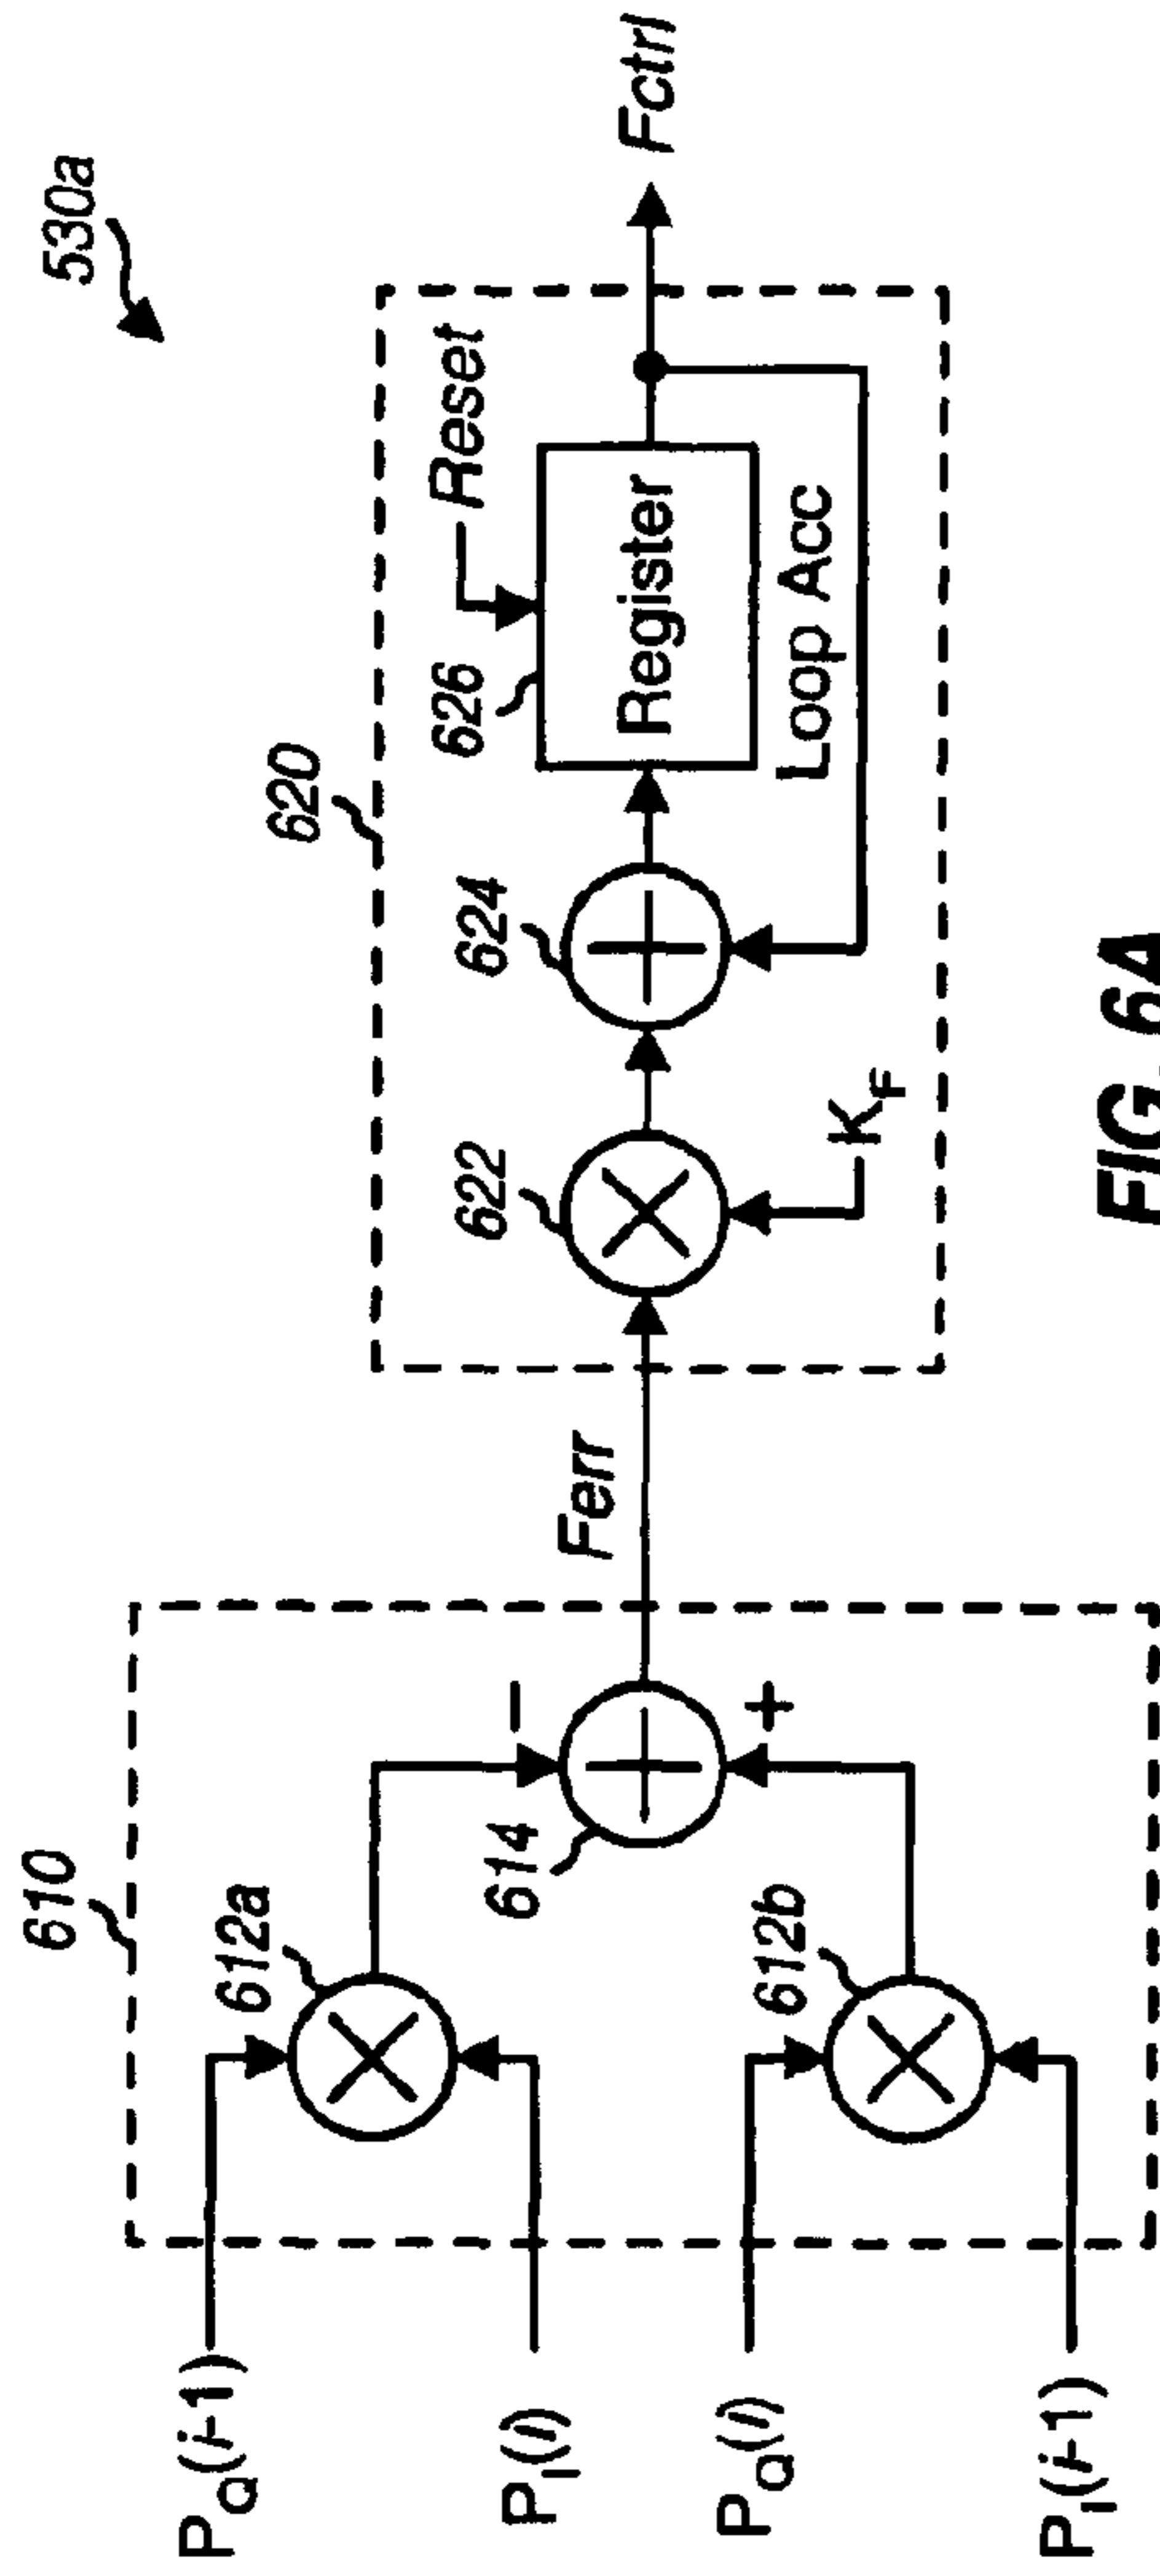 530a
610
620
P_Q(i-1)
612a
P_I(i)
614
−
+
P_Q(i)
612b
P_I(i-1)
Ferr
622
K_F
624
626
Reset
Register
Loop Acc
Fctrl
FIG. 6A